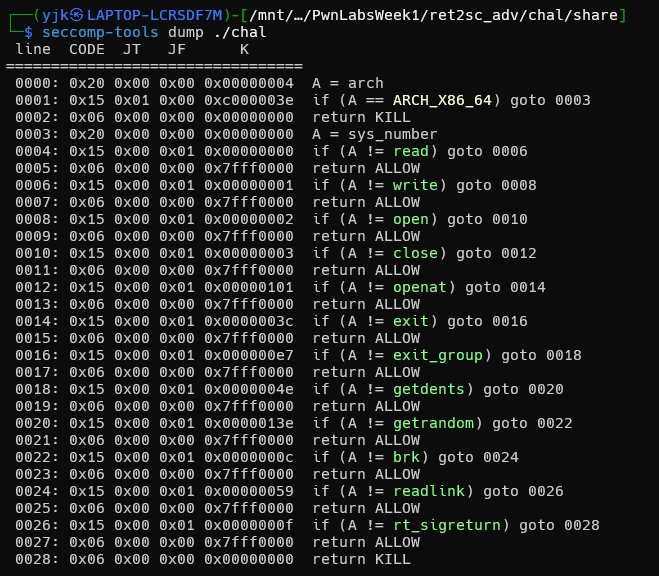 ┌──(yjk㉿LAPTOP-LCRSDF7M)-[/mnt/…/PwnLabsWeek1/ret2sc_adv/chal/share]
└─$ seccomp-tools dump ./chal
 line  CODE  JT   JF      K
=================================
 0000: 0x20 0x00 0x00 0x00000004  A = arch
 0001: 0x15 0x01 0x00 0xc000003e  if (A == ARCH_X86_64) goto 0003
 0002: 0x06 0x00 0x00 0x00000000  return KILL
 0003: 0x20 0x00 0x00 0x00000000  A = sys_number
 0004: 0x15 0x00 0x01 0x00000000  if (A != read) goto 0006
 0005: 0x06 0x00 0x00 0x7fff0000  return ALLOW
 0006: 0x15 0x00 0x01 0x00000001  if (A != write) goto 0008
 0007: 0x06 0x00 0x00 0x7fff0000  return ALLOW
 0008: 0x15 0x00 0x01 0x00000002  if (A != open) goto 0010
 0009: 0x06 0x00 0x00 0x7fff0000  return ALLOW
 0010: 0x15 0x00 0x01 0x00000003  if (A != close) goto 0012
 0011: 0x06 0x00 0x00 0x7fff0000  return ALLOW
 0012: 0x15 0x00 0x01 0x00000101  if (A != openat) goto 0014
 0013: 0x06 0x00 0x00 0x7fff0000  return ALLOW
 0014: 0x15 0x00 0x01 0x0000003c  if (A != exit) goto 0016
 0015: 0x06 0x00 0x00 0x7fff0000  return ALLOW
 0016: 0x15 0x00 0x01 0x000000e7  if (A != exit_group) goto 0018
 0017: 0x06 0x00 0x00 0x7fff0000  return ALLOW
 0018: 0x15 0x00 0x01 0x0000004e  if (A != getdents) goto 0020
 0019: 0x06 0x00 0x00 0x7fff0000  return ALLOW
 0020: 0x15 0x00 0x01 0x0000013e  if (A != getrandom) goto 0022
 0021: 0x06 0x00 0x00 0x7fff0000  return ALLOW
 0022: 0x15 0x00 0x01 0x0000000c  if (A != brk) goto 0024
 0023: 0x06 0x00 0x00 0x7fff0000  return ALLOW
 0024: 0x15 0x00 0x01 0x00000059  if (A != readlink) goto 0026
 0025: 0x06 0x00 0x00 0x7fff0000  return ALLOW
 0026: 0x15 0x00 0x01 0x0000000f  if (A != rt_sigreturn) goto 0028
 0027: 0x06 0x00 0x00 0x7fff0000  return ALLOW
 0028: 0x06 0x00 0x00 0x00000000  return KILL